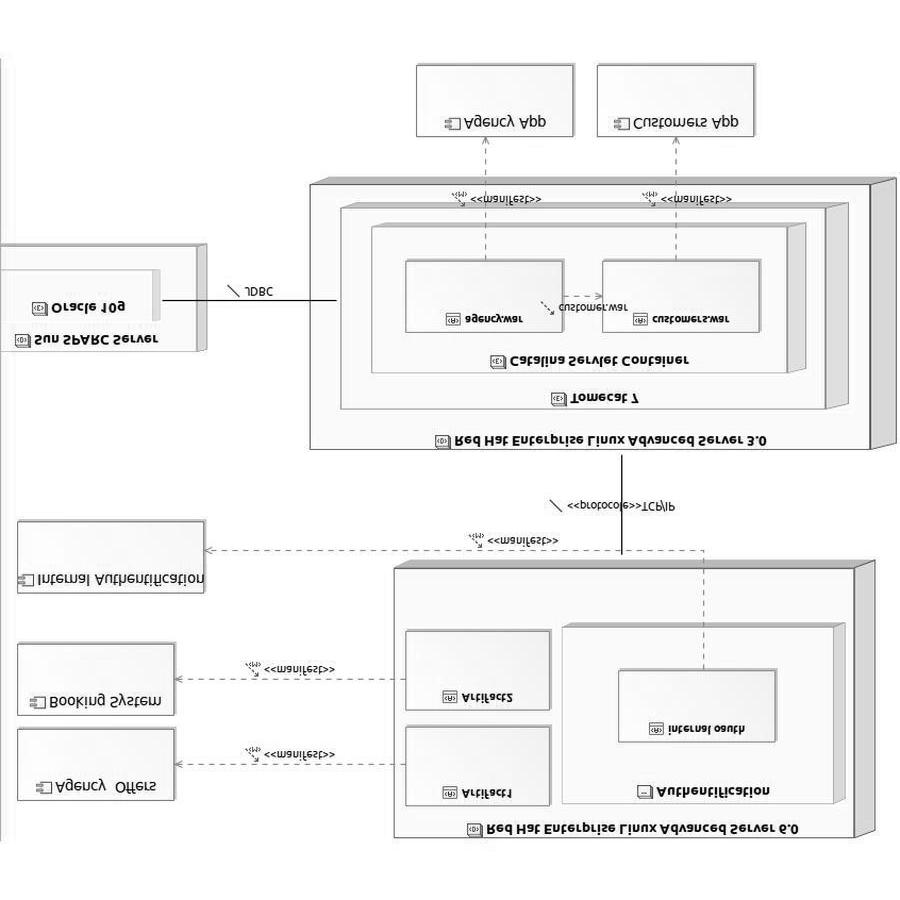 Red Hat Enterprise Linux Advanced Server 6.0
Agency Offers
Artifact1
Authentification
<<manifest>>
internal oauth
Booking System
Artifact2
<<manifest>>
Internal Authentification
<<manifest>>
<<protocole>>TCP/IP
Red Hat Enterprise Linux Advanced Server 3.0
Tomecat 7
Catalina Servlet Container
Sun SPARC Server
agency.war
customers.war
Oracle 10g
customer.war
JDBC
<<manifest>>
<<manifest>>
Agency App
Customers App